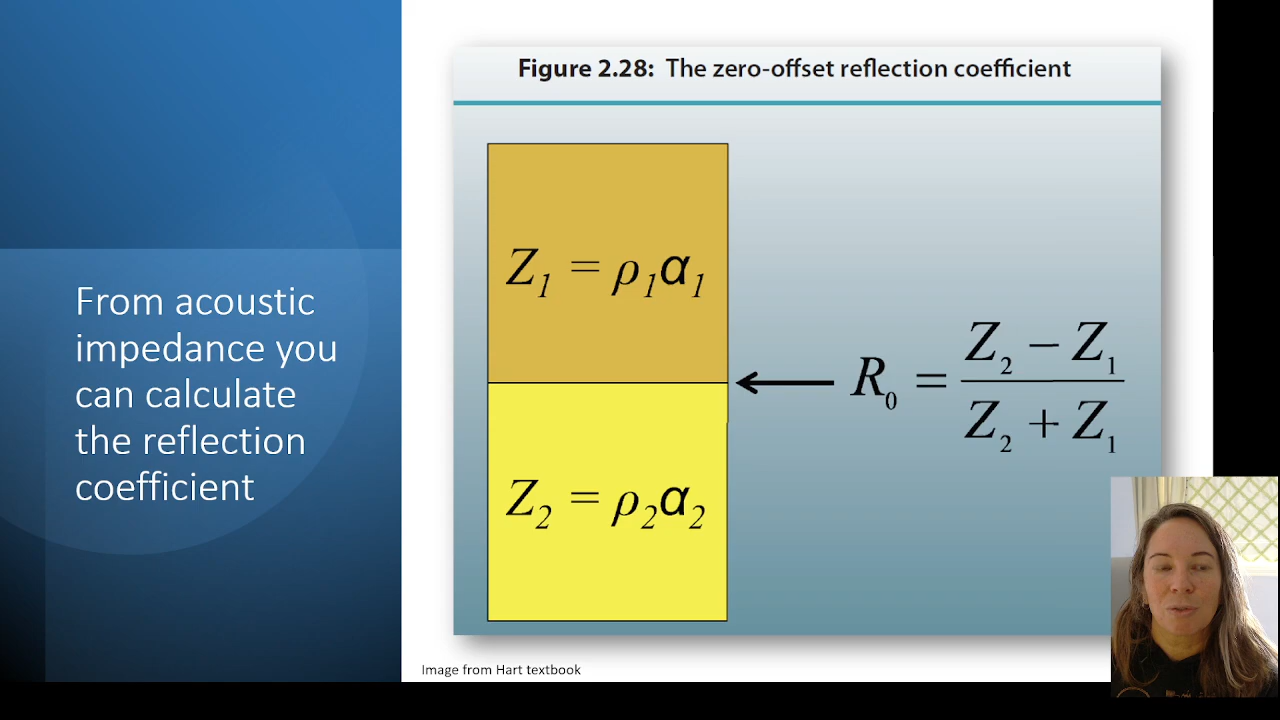 From acoustic
impedance you
can calculate
the reflection
coefficient
Figure 2.28: The zero-offset reflection coefficient
Z₁ = ρ₁α₁
R₀ = (Z₂ − Z₁) / (Z₂ + Z₁)
Z₂ = ρ₂α₂
Image from Hart textbook